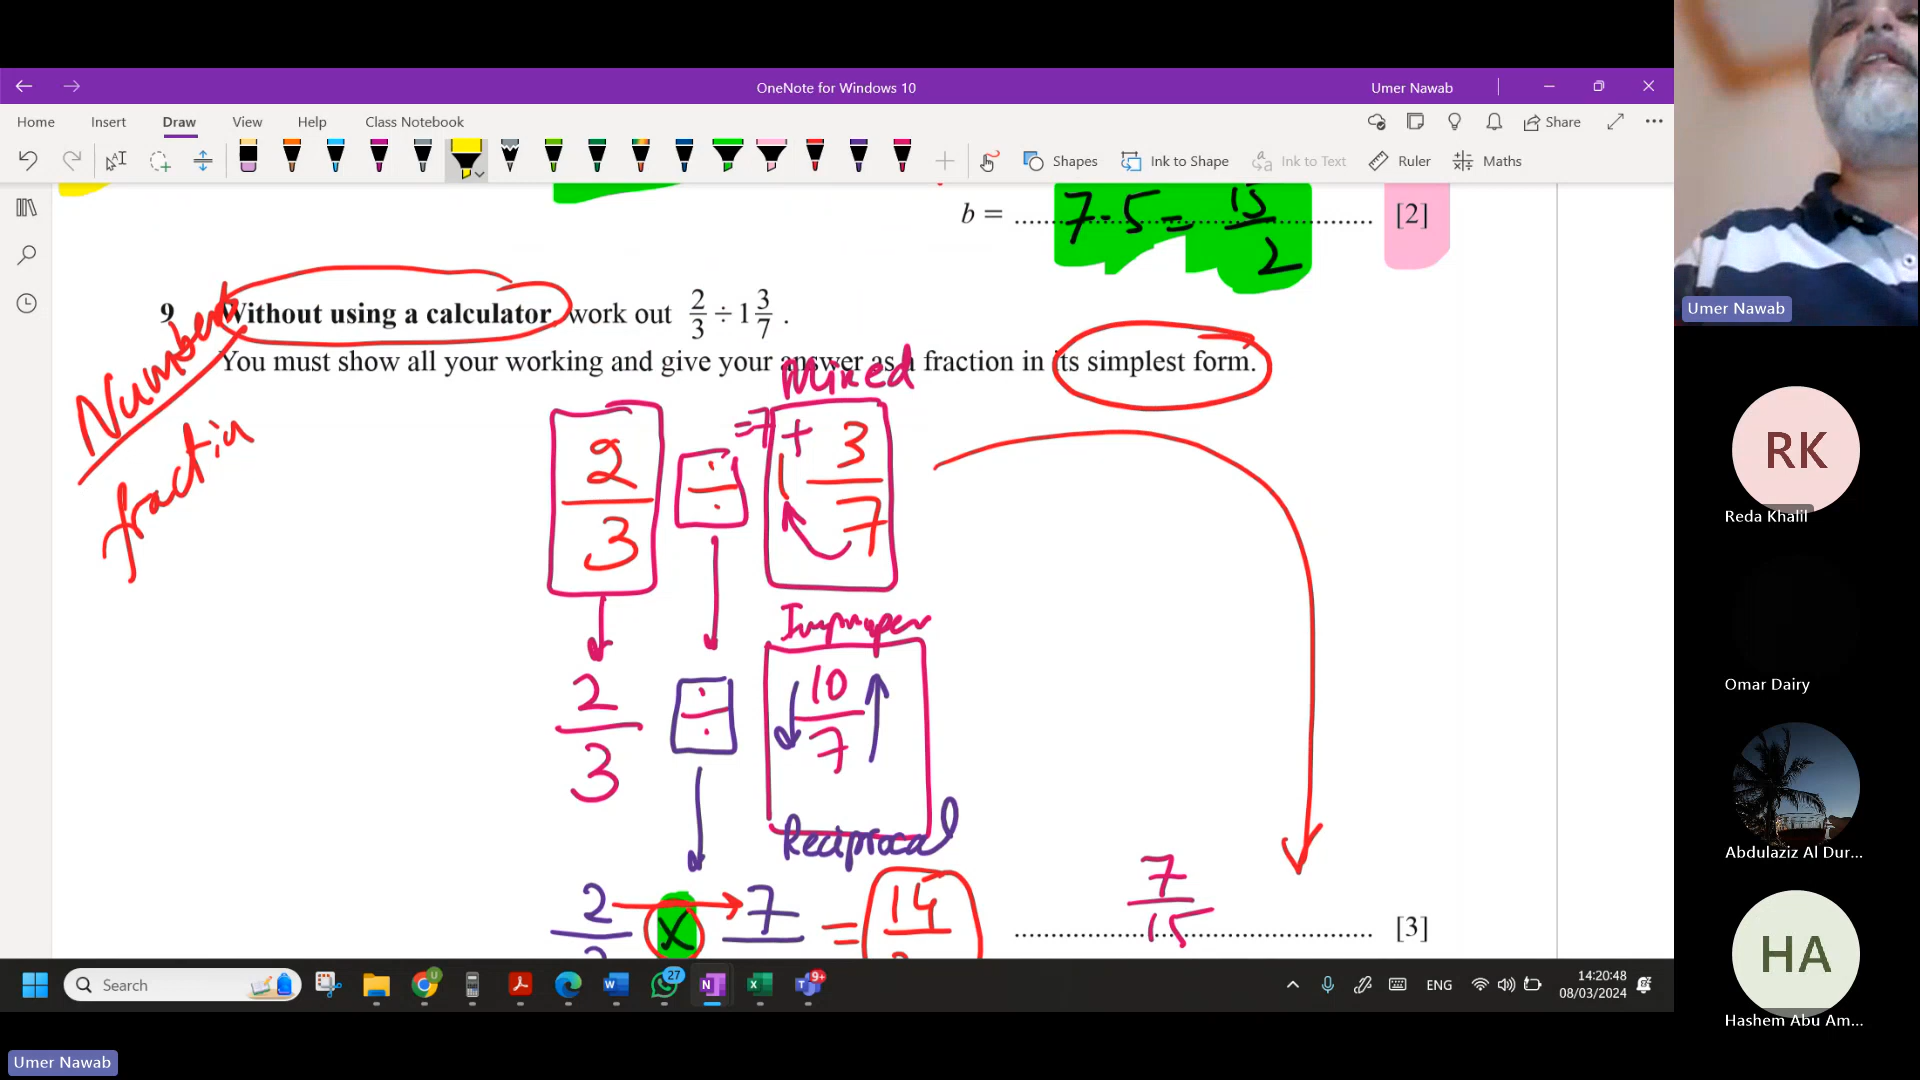 OneNote for Windows 10
Umer Nawab
Home Insert Draw View Help Class Notebook
Share
Shapes Ink to Shape Ink to Text Ruler Maths
b = 7.5 = 15/2 [2]
9 Without using a calculator, work out 2/3 ÷ 1 3/7 .
You must show all your working and give your answer as a fraction in its simplest form.
Number
fraction
Mixed
2/3 ÷ =7 + 1 3/7
Improper
2/3 ÷ 10/7
Reciprocal
2 x 7 = 14
7/15 [3]
Umer Nawab
RK
Reda Khalil
Omar Dairy
Abdulaziz Al Dur...
HA
Hashem Abu Am...
Search
27
9+
ENG
14:20:48
08/03/2024
Umer Nawab